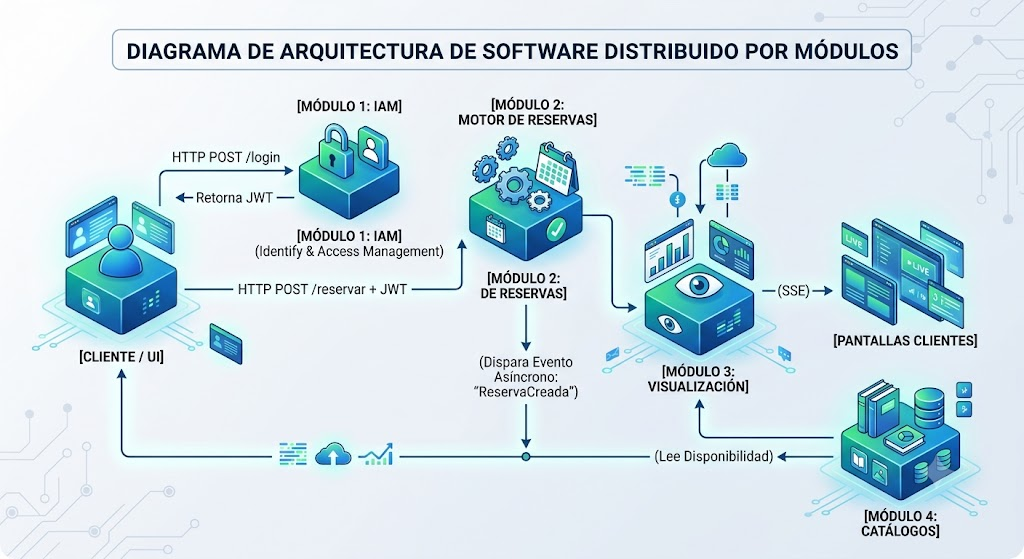 DIAGRAMA DE ARQUITECTURA DE SOFTWARE DISTRIBUIDO POR MÓDULOS
[MÓDULO 1: IAM]
HTTP POST /login
Retorna JWT
[MÓDULO 1: IAM]
(Identify & Access Management)
[MÓDULO 2:
MOTOR DE RESERVAS]
[MÓDULO 2:
DE RESERVAS]
HTTP POST /reservar + JWT
[CLIENTE / UI]
(Dispara Evento
Asíncrono:
“ReservaCreada”)
[MÓDULO 3:
VISUALIZACIÓN]
(SSE)
LIVE
LIVE
[PANTALLAS CLIENTES]
(Lee Disponibilidad)
[MÓDULO 4:
CATÁLOGOS]